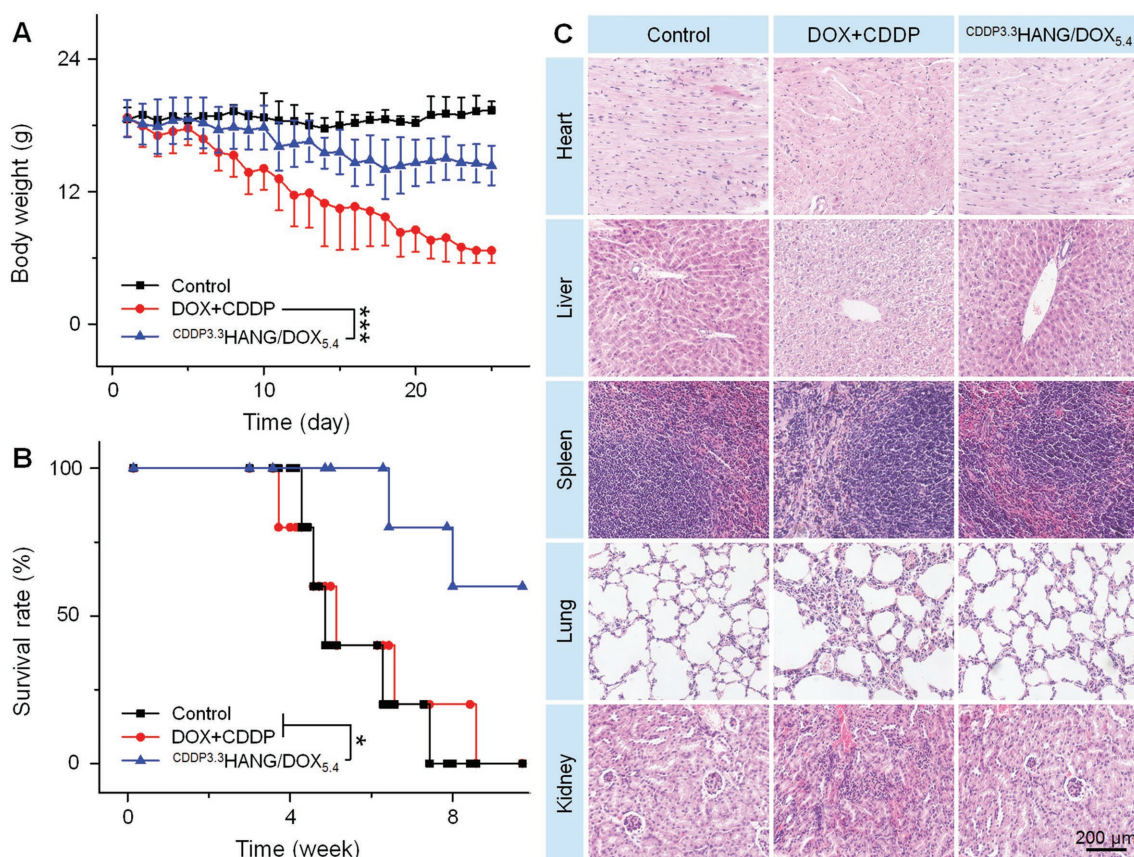 A
24
12
0
Body weight (g)
Control
DOX+CDDP
CDDP3.3HANG/DOX5.4
***
0
10
20
Time (day)
B
100
50
0
Survival rate (%)
Control
DOX+CDDP
CDDP3.3HANG/DOX5.4
*
0
4
8
Time (week)
C
Control
DOX+CDDP
CDDP3.3HANG/DOX5.4
Heart
Liver
Spleen
Lung
Kidney
200 μm